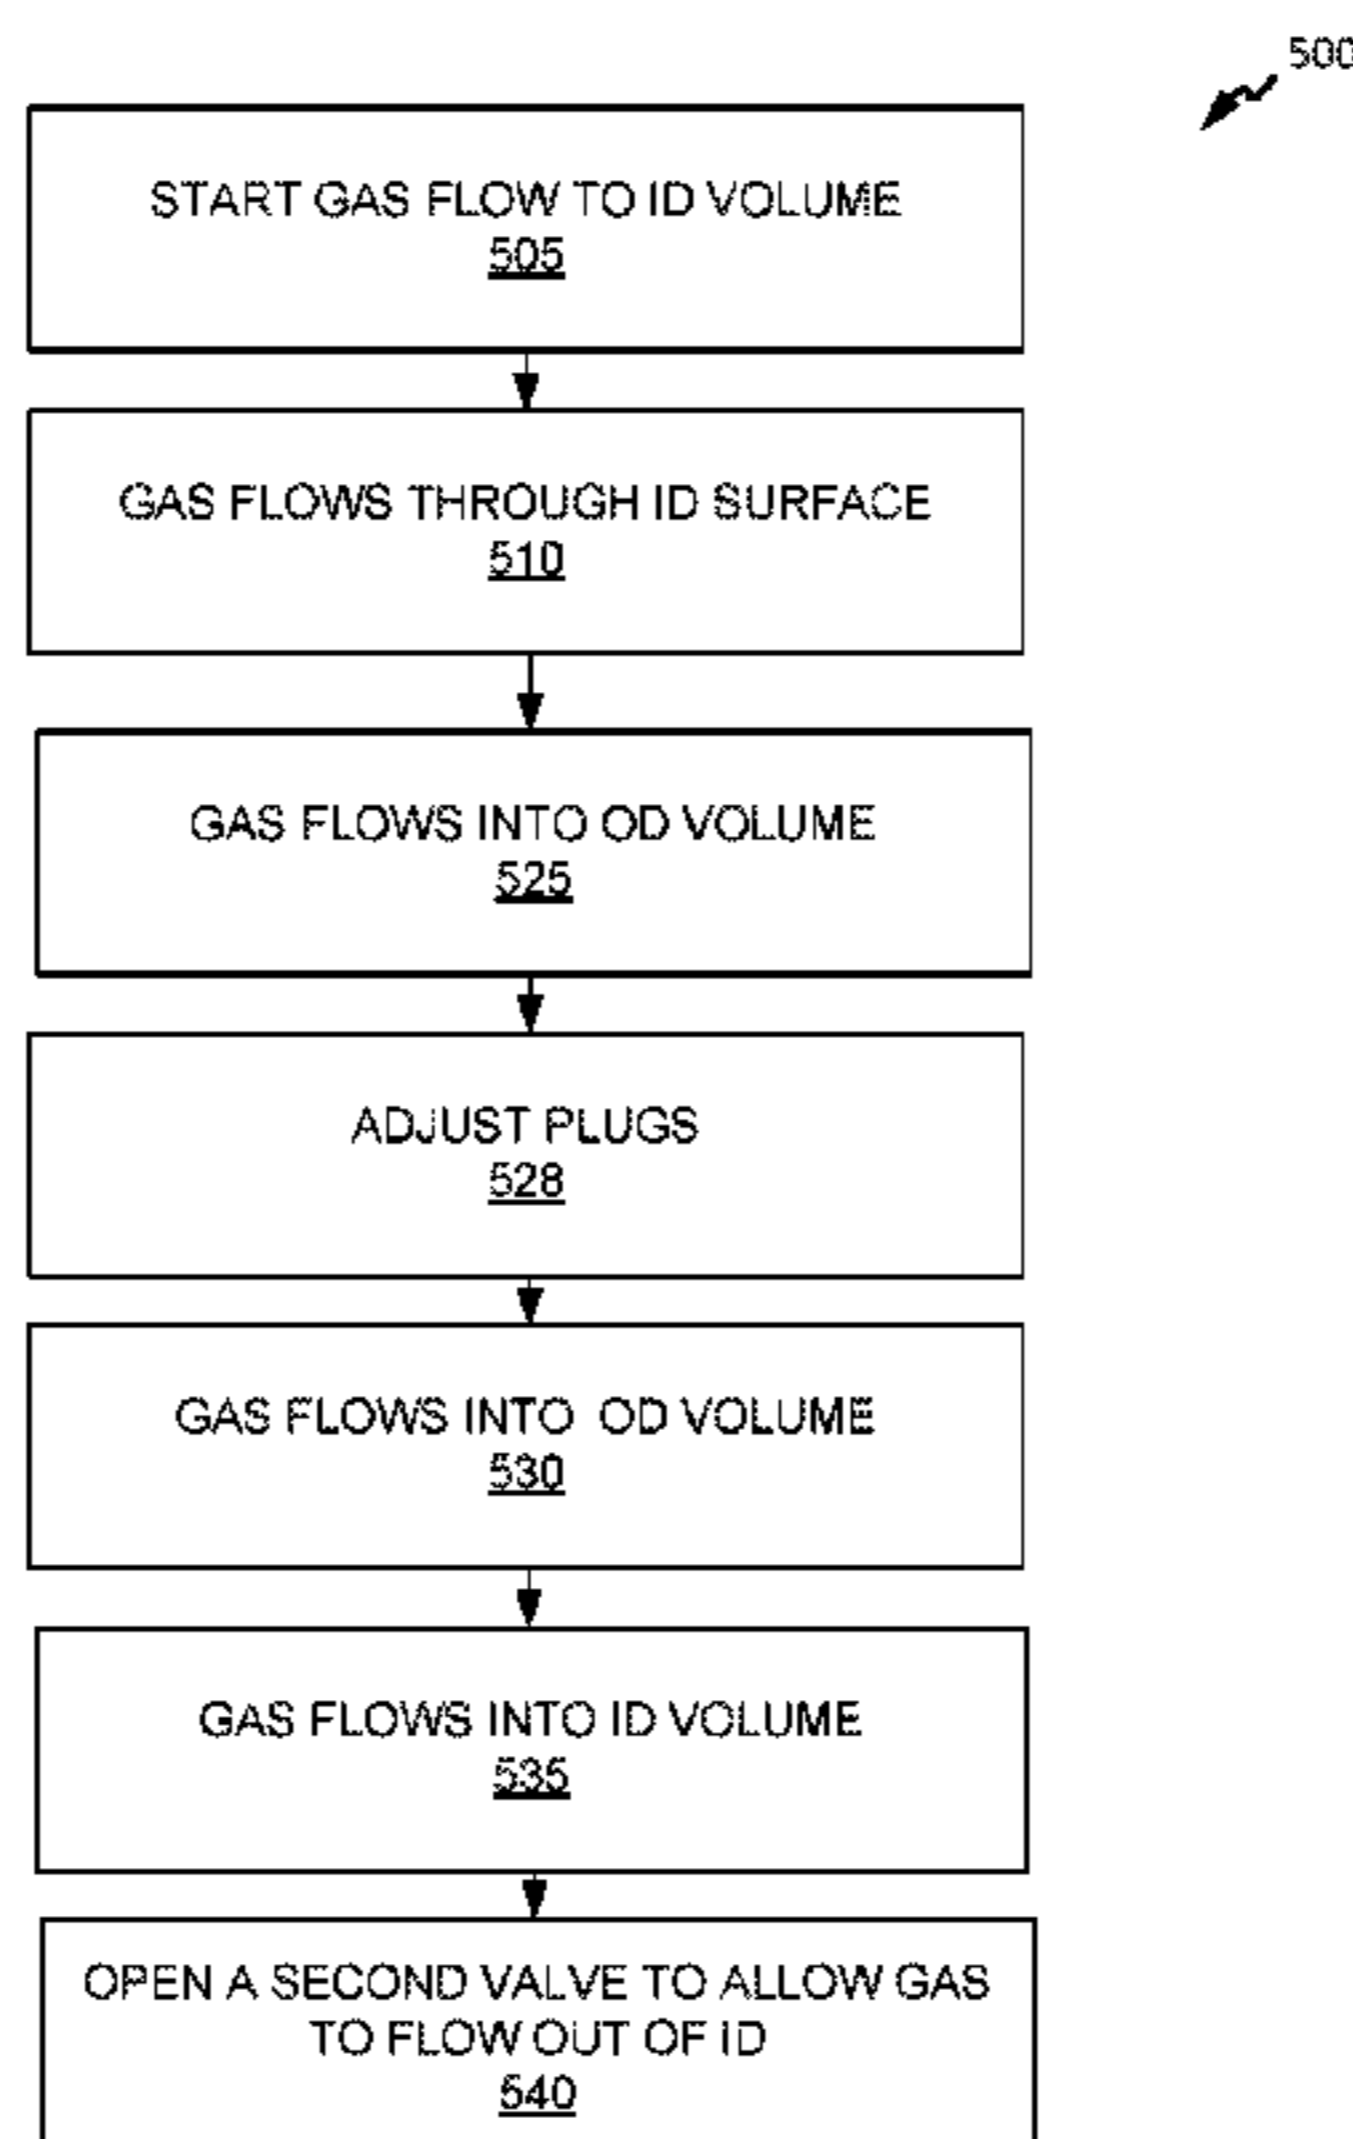 500
START GAS FLOW TO ID VOLUME
505
GAS FLOWS THROUGH ID SURFACE
510
GAS FLOWS INTO OD VOLUME
525
ADJUST PLUGS
528
GAS FLOWS INTO OD VOLUME
530
GAS FLOWS INTO ID VOLUME
535
OPEN A SECOND VALVE TO ALLOW GAS
TO FLOW OUT OF ID
540